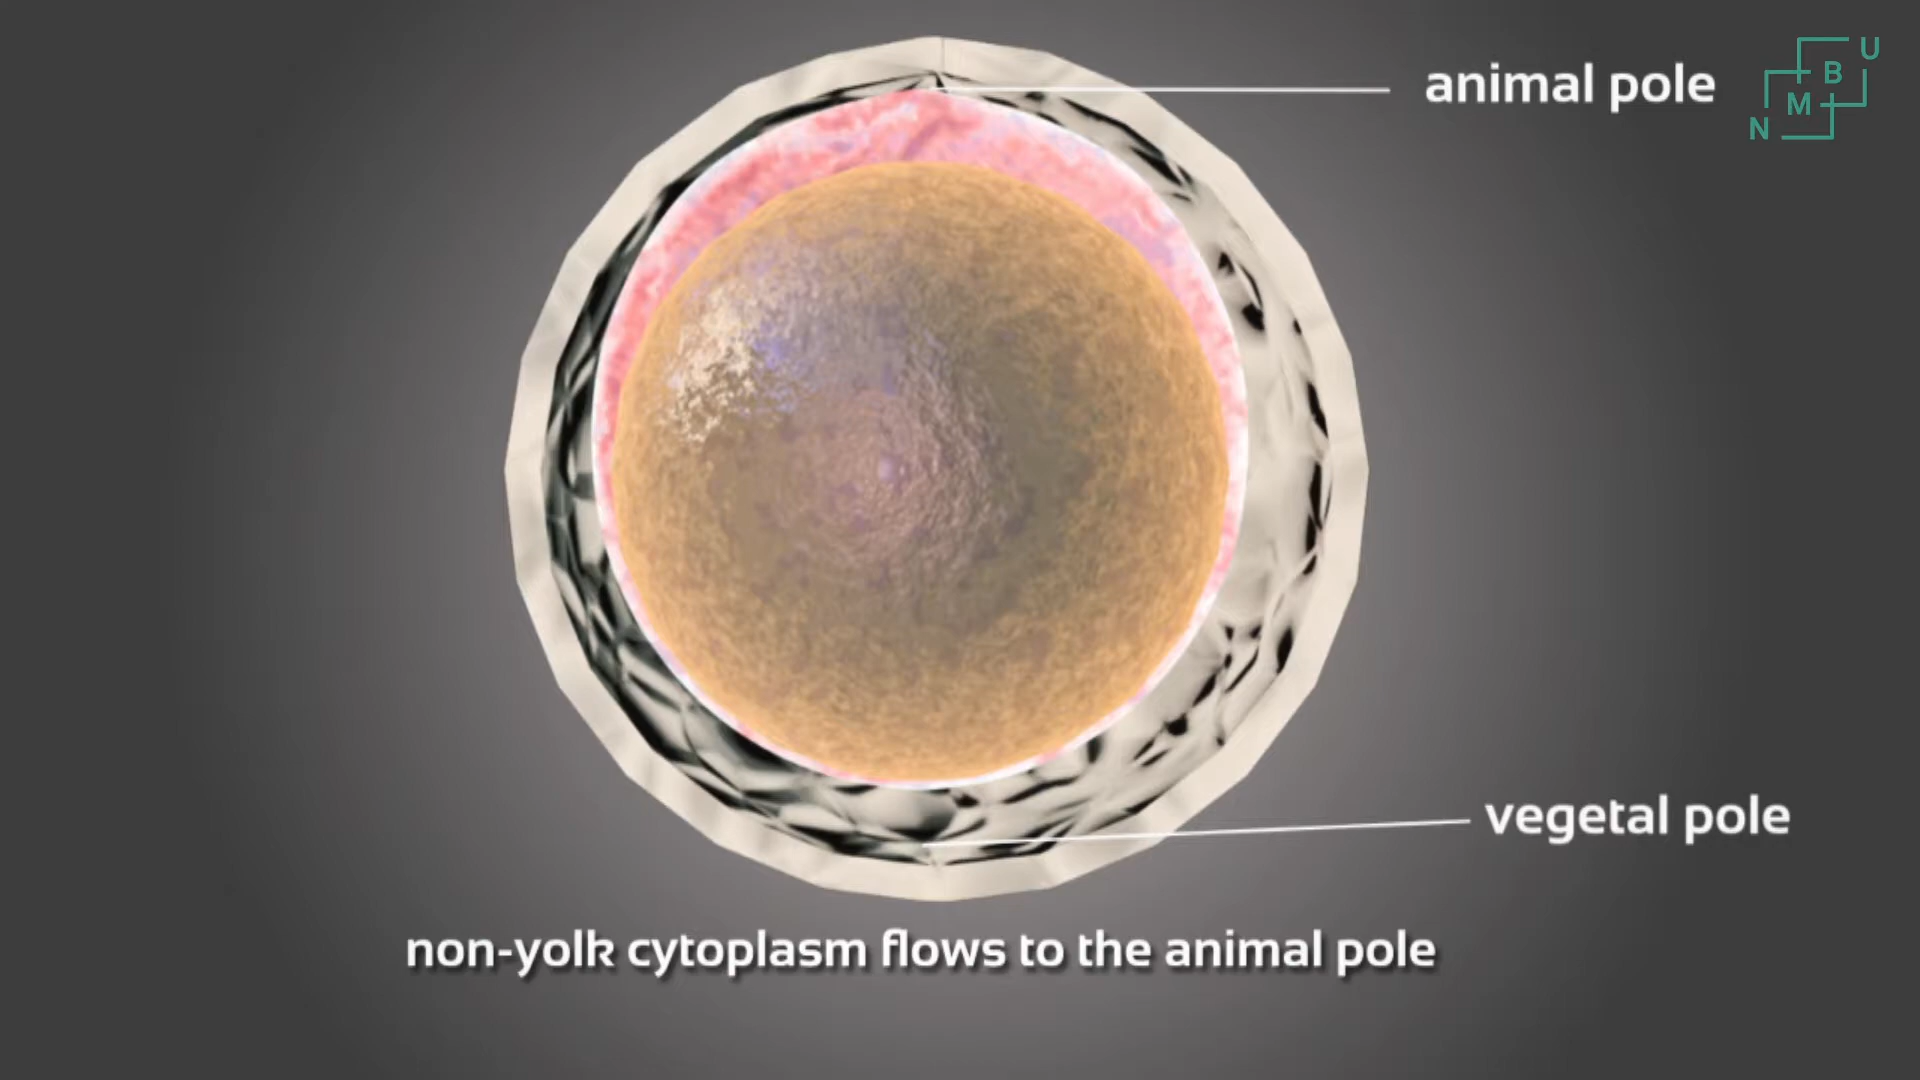 animal pole
N M B U
vegetal pole
non-yolk cytoplasm flows to the animal pole